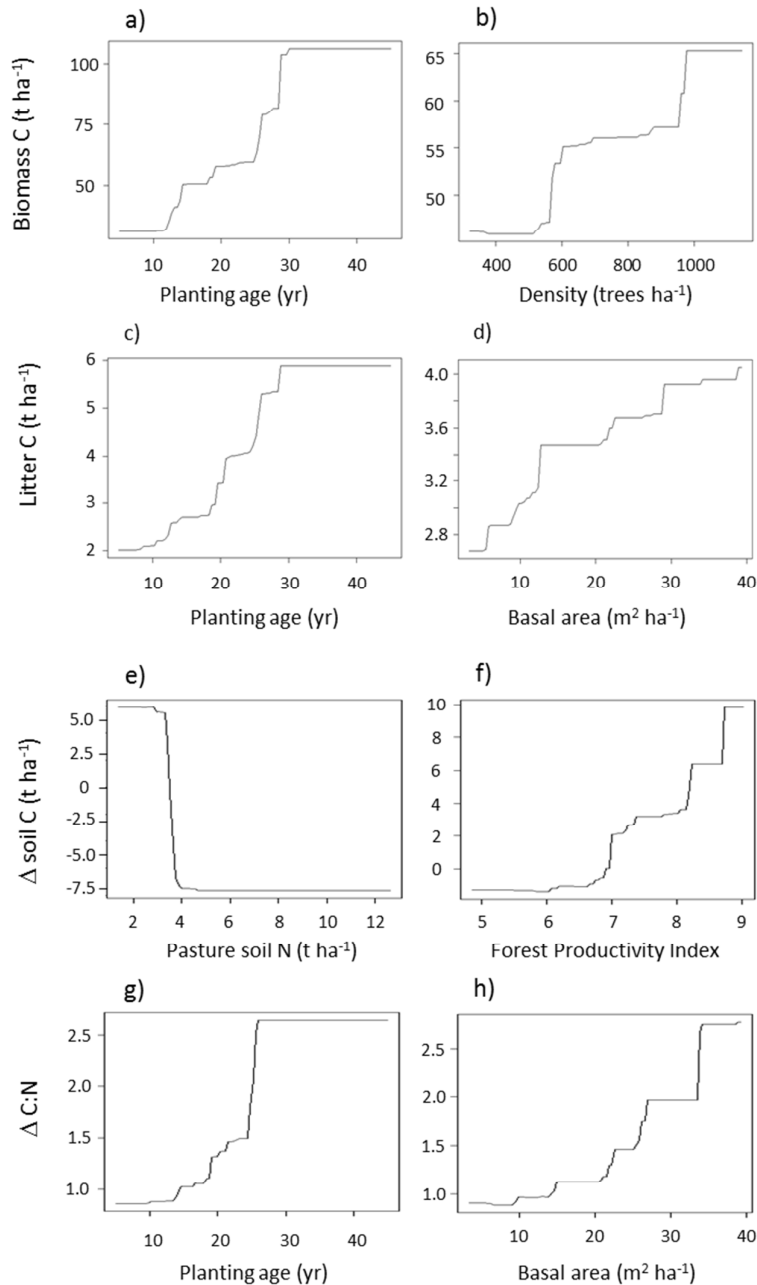 a)
b)
Biomass C (t ha⁻¹)
100
75
50
10 20 30 40
Planting age (yr)
65
60
55
50
400 600 800 1000
Density (trees ha⁻¹)
c)
d)
Litter C (t ha⁻¹)
6
5
4
3
2
10 20 30 40
Planting age (yr)
4.0
3.6
3.2
2.8
10 20 30 40
Basal area (m² ha⁻¹)
e)
f)
Δ soil C (t ha⁻¹)
5.0
2.5
0
-2.5
-5.0
-7.5
2 4 6 8 10 12
Pasture soil N (t ha⁻¹)
10
8
6
4
2
0
5 6 7 8 9
Forest Productivity Index
g)
h)
Δ C:N
2.5
2.0
1.5
1.0
10 20 30 40
Planting age (yr)
2.5
2.0
1.5
1.0
10 20 30 40
Basal area (m² ha⁻¹)